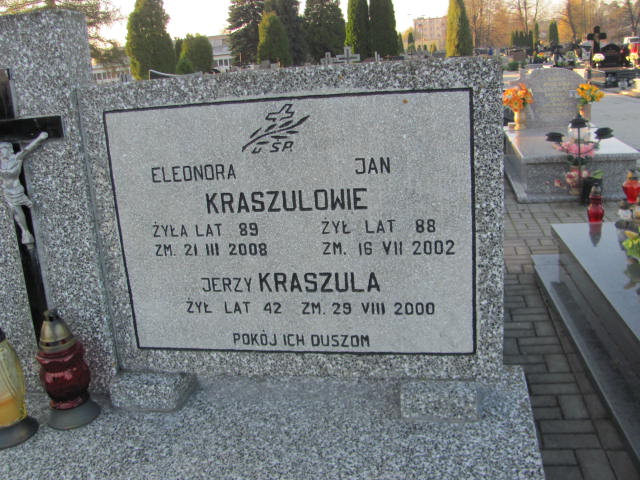 Ś.P.
ELEONORA JAN
KRASZULOWIE
ŻYŁA LAT 89 ŻYŁ LAT 88
ZM. 21 III 2008 ZM. 16 VII 2002
JERZY KRASZULA
ŻYŁ LAT 42 ZM. 29 VIII 2000
POKÓJ ICH DUSZOM